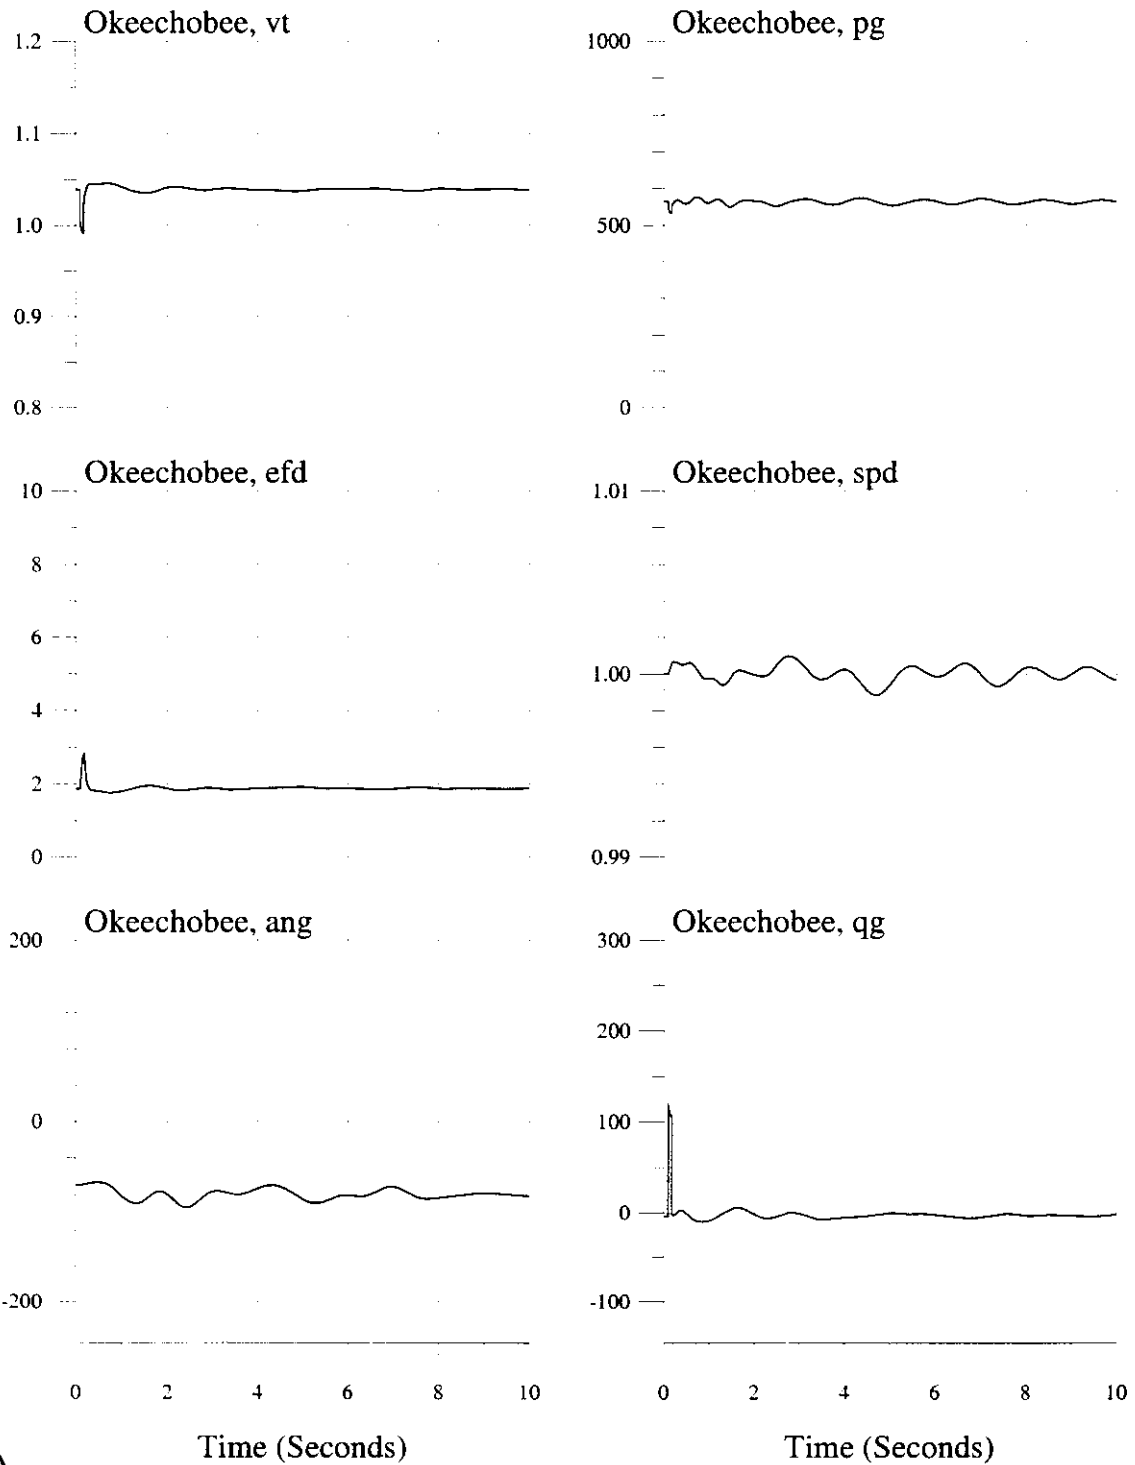 Okeechobee, vt
1.2
1.1
1.0
0.9
0.8
Okeechobee, pg
1000
500
0
Okeechobee, efd
10
8
6
4
2
0
Okeechobee, spd
1.01
1.00
0.99
Okeechobee, ang
200
0
-200
0 2 4 6 8 10
Time (Seconds)
Okeechobee, qg
300
200
100
0
-100
0 2 4 6 8 10
Time (Seconds)